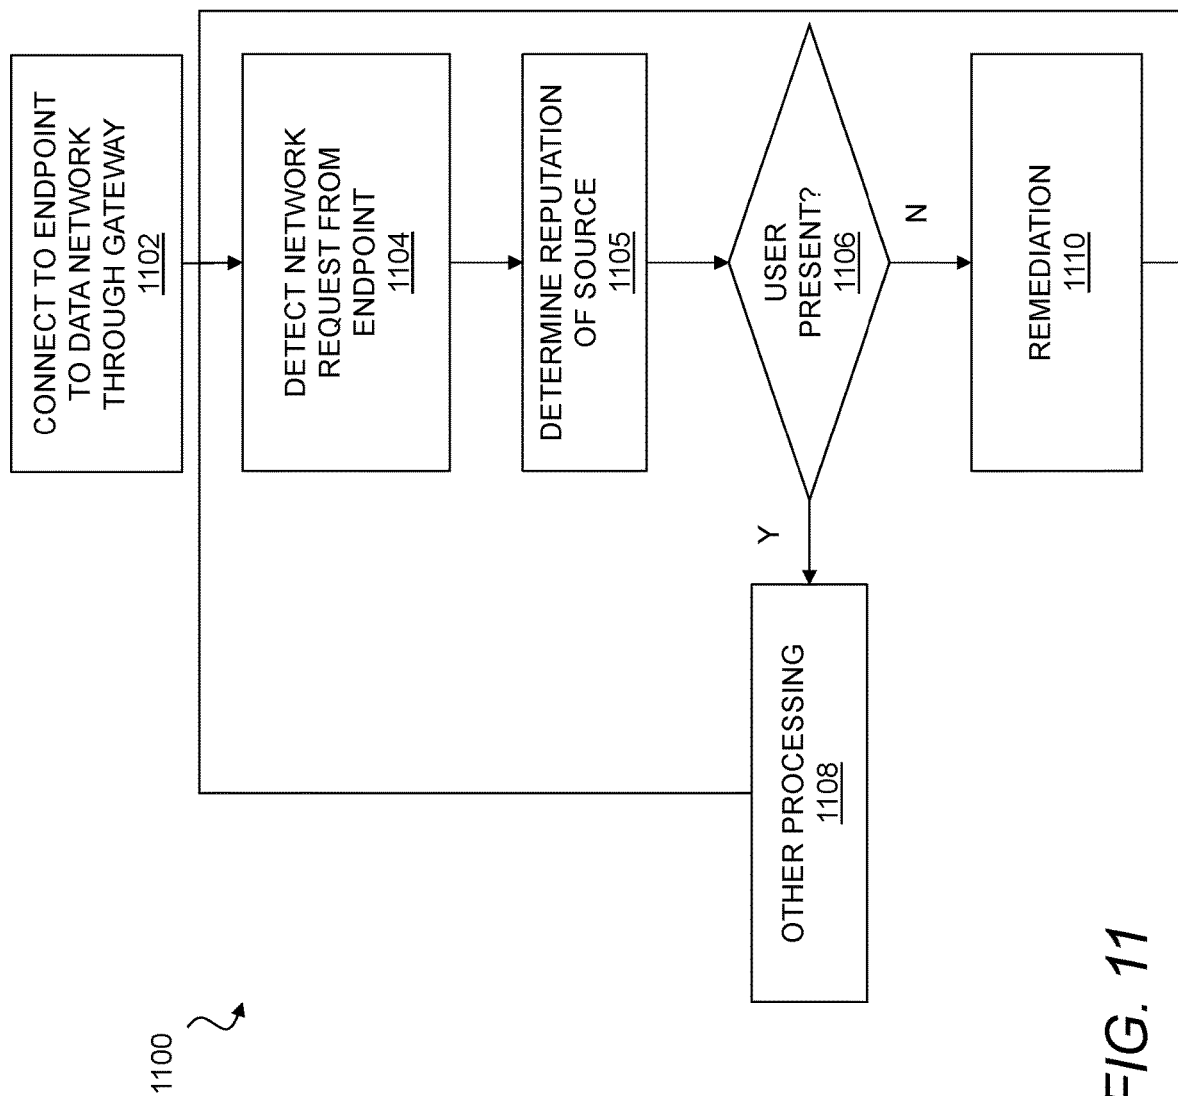 1100
CONNECT TO ENDPOINT
TO DATA NETWORK
THROUGH GATEWAY
1102
DETECT NETWORK
REQUEST FROM
ENDPOINT
1104
DETERMINE REPUTATION
OF SOURCE
1105
USER
PRESENT?
1106
Y
N
OTHER PROCESSING
1108
REMEDIATION
1110
FIG. 11